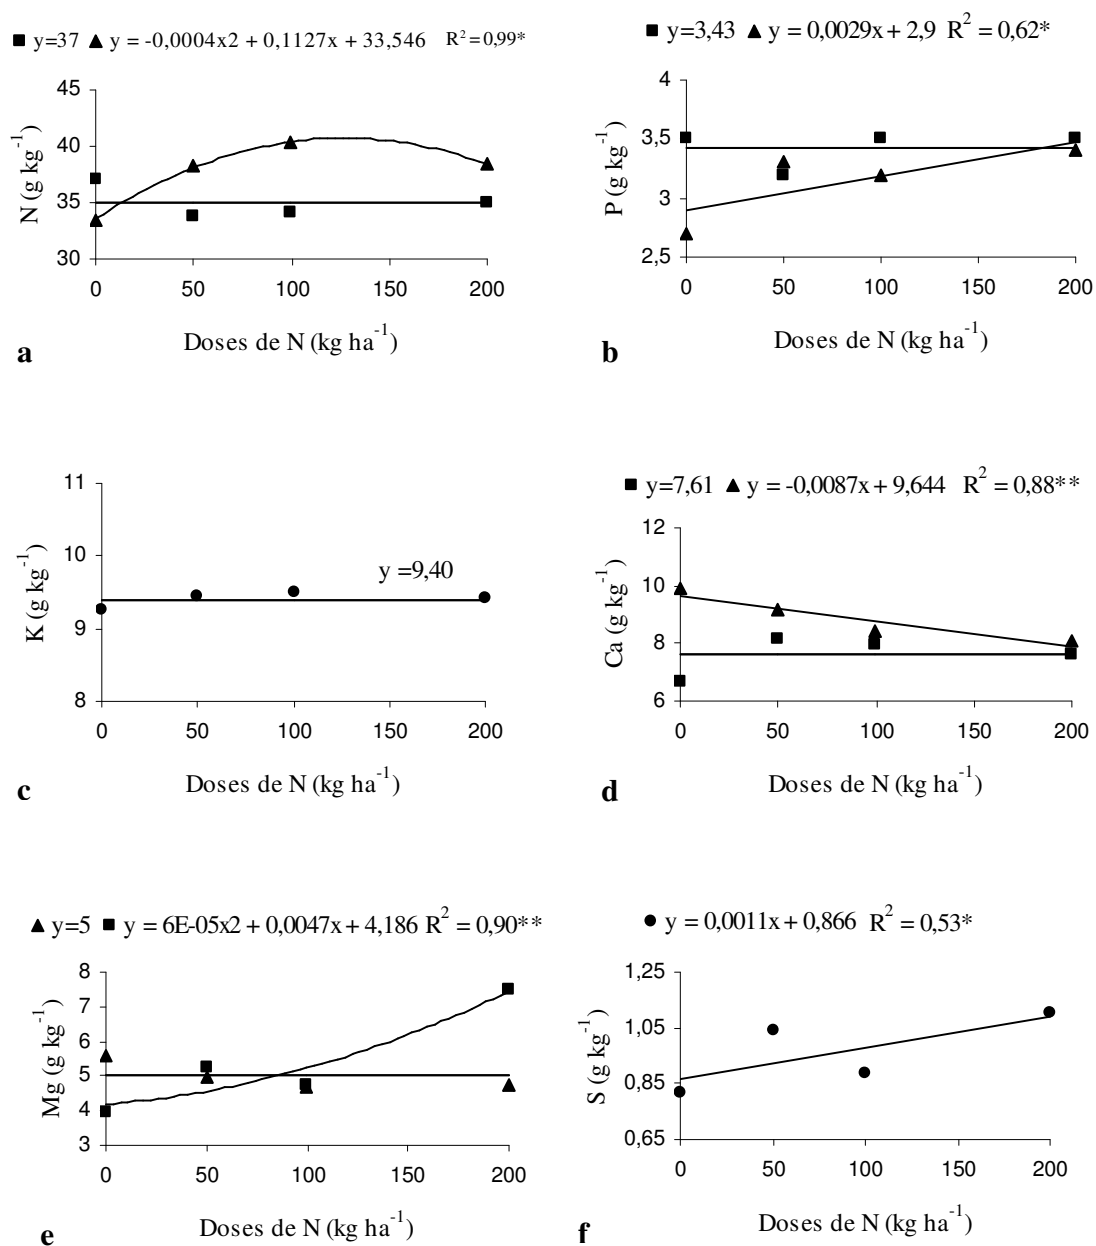 ■ y=37 ▲ y = -0,0004x2 + 0,1127x + 33,546 R² = 0,99*
45
40
35
30
N (g kg⁻¹)
0 50 100 150 200
Doses de N (kg ha⁻¹)
a
■ y=3,43 ▲ y = 0,0029x + 2,9 R² = 0,62*
4
3,5
3
2,5
P (g kg⁻¹)
0 50 100 150 200
Doses de N (kg ha⁻¹)
b
11
10
9
8
K (g kg⁻¹)
y =9,40
0 50 100 150 200
Doses de N (kg ha⁻¹)
c
■ y=7,61 ▲ y = -0,0087x + 9,644 R² = 0,88**
12
10
8
6
Ca (g kg⁻¹)
0 50 100 150 200
Doses de N (kg ha⁻¹)
d
▲ y=5 ■ y = 6E-05x2 + 0,0047x + 4,186 R² = 0,90**
8
7
6
5
4
3
Mg (g kg⁻¹)
0 50 100 150 200
Doses de N (kg ha⁻¹)
e
● y = 0,0011x + 0,866 R² = 0,53*
1,25
1,05
0,85
0,65
S (g kg⁻¹)
0 50 100 150 200
Doses de N (kg ha⁻¹)
f